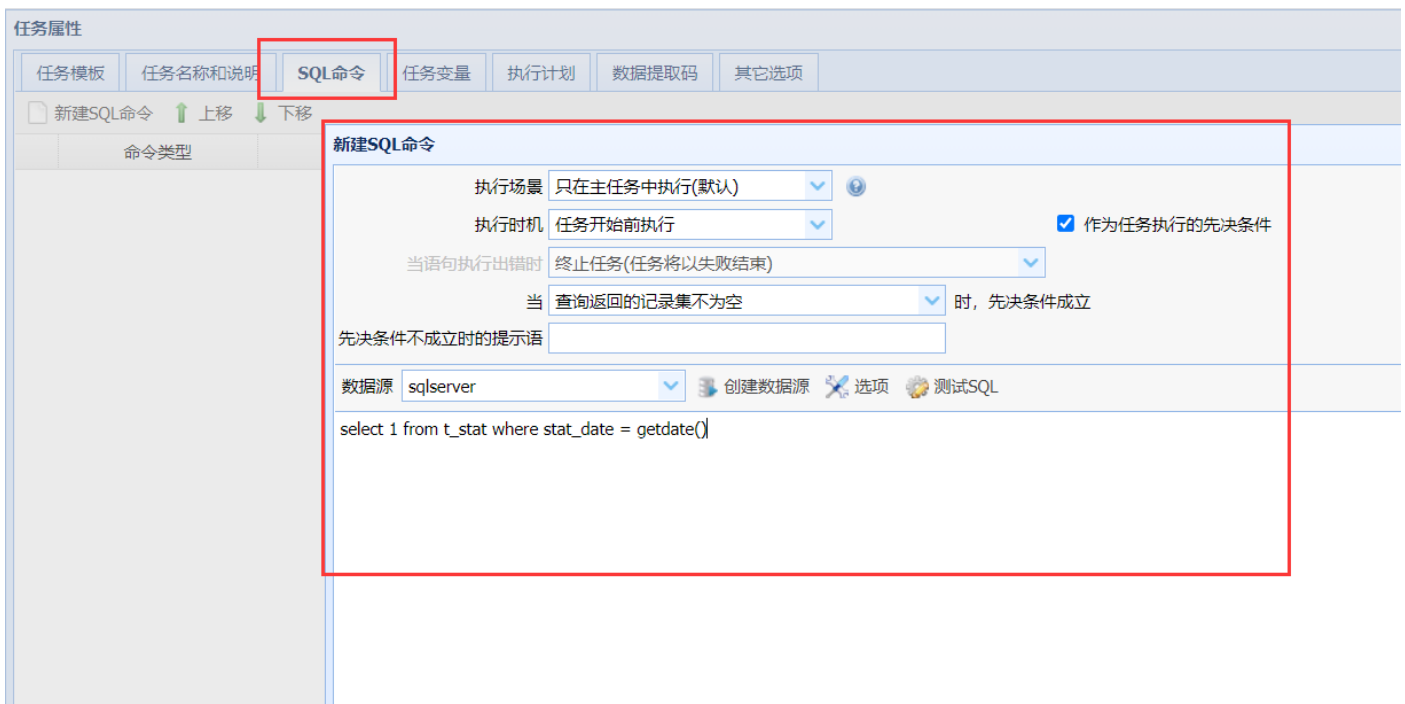 任务属性
任务模板 任务名称和说明 SQL命令 任务变量 执行计划 数据提取码 其它选项
新建SQL命令 上移 下移
命令类型
新建SQL命令
执行场景 只在主任务中执行(默认)
执行时机 任务开始前执行 作为任务执行的先决条件
当语句执行出错时 终止任务(任务将以失败结束)
当 查询返回的记录集不为空 时，先决条件成立
先决条件不成立时的提示语
数据源 sqlserver 创建数据源 选项 测试SQL
select 1 from t_stat where stat_date = getdate()